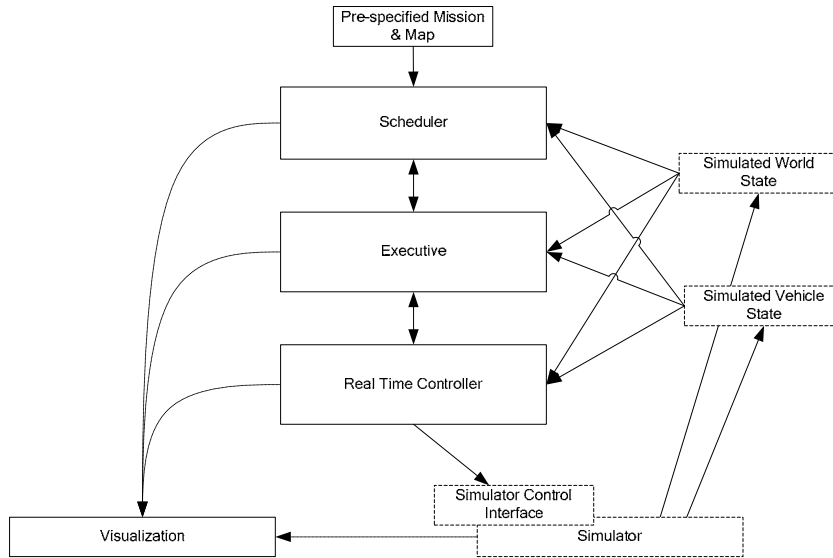 Pre-specified Mission
& Map
Scheduler
Simulated World
State
Executive
Simulated Vehicle
State
Real Time Controller
Simulator Control
Interface
Visualization
Simulator